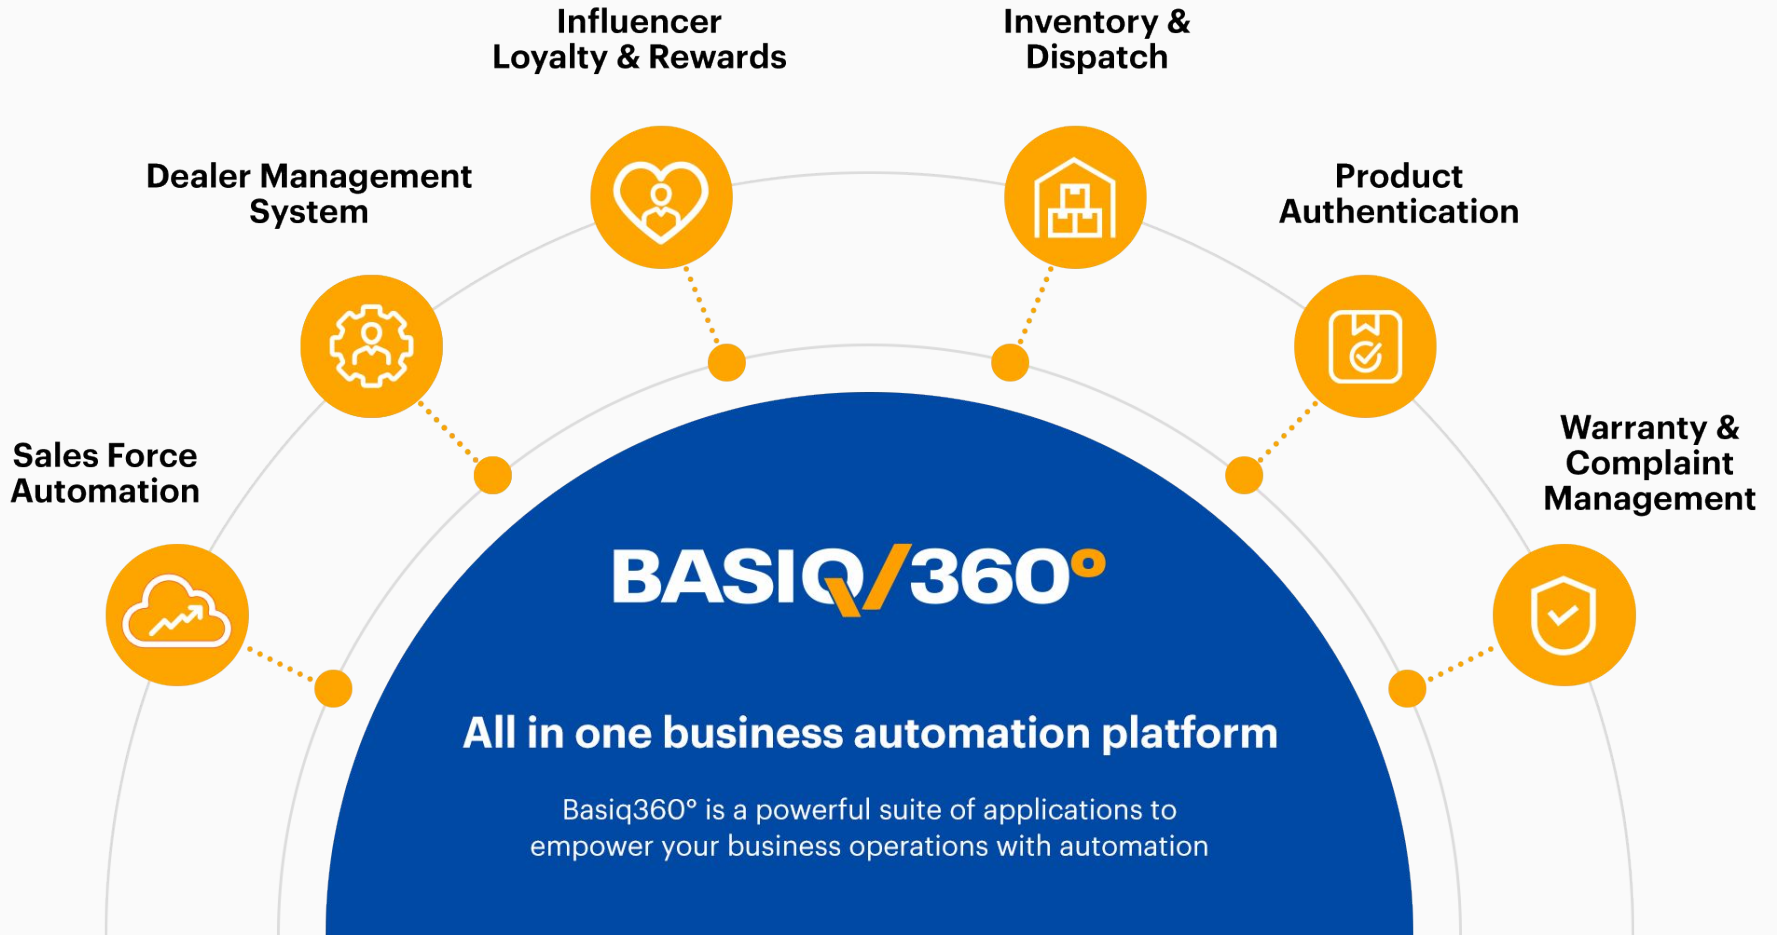 Influencer
Loyalty & Rewards
Inventory &
Dispatch
Dealer Management
System
Product
Authentication
Sales Force
Automation
Warranty &
Complaint
Management
BASIQ/360°
All in one business automation platform
Basiq360° is a powerful suite of applications to
empower your business operations with automation